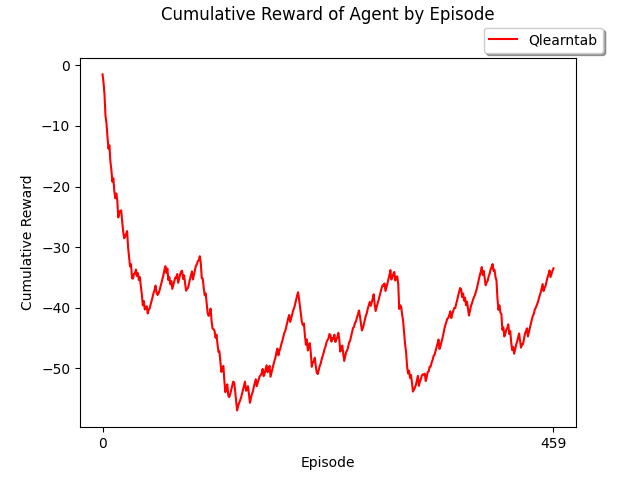 Cumulative Reward of Agent by Episode
Qlearntab
0
−10
−20
−30
−40
−50
Cumulative Reward
0
459
Episode